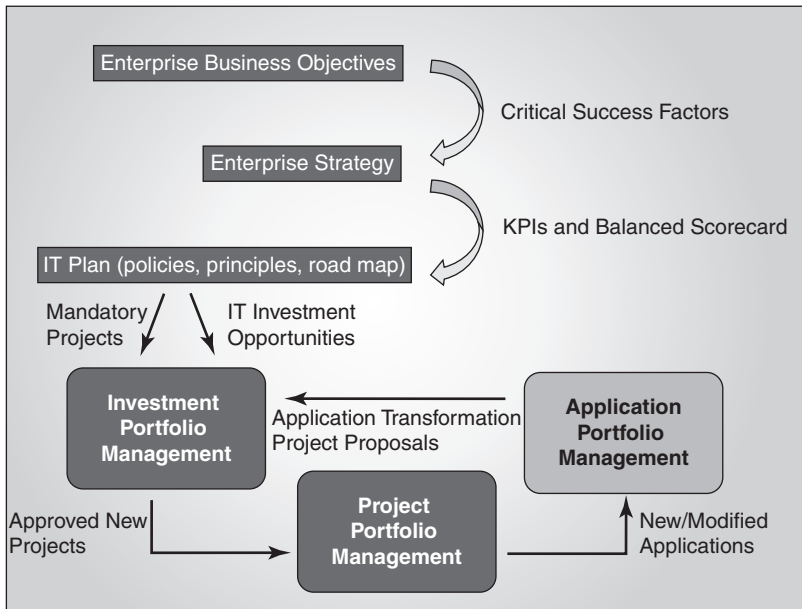 Enterprise Business Objectives
Critical Success Factors
Enterprise Strategy
KPIs and Balanced Scorecard
IT Plan (policies, principles, road map)
Mandatory
Projects
IT Investment
Opportunities
Investment
Portfolio
Management
Application Transformation
Project Proposals
Application
Portfolio
Management
Approved New
Projects
Project
Portfolio
Management
New/Modified
Applications